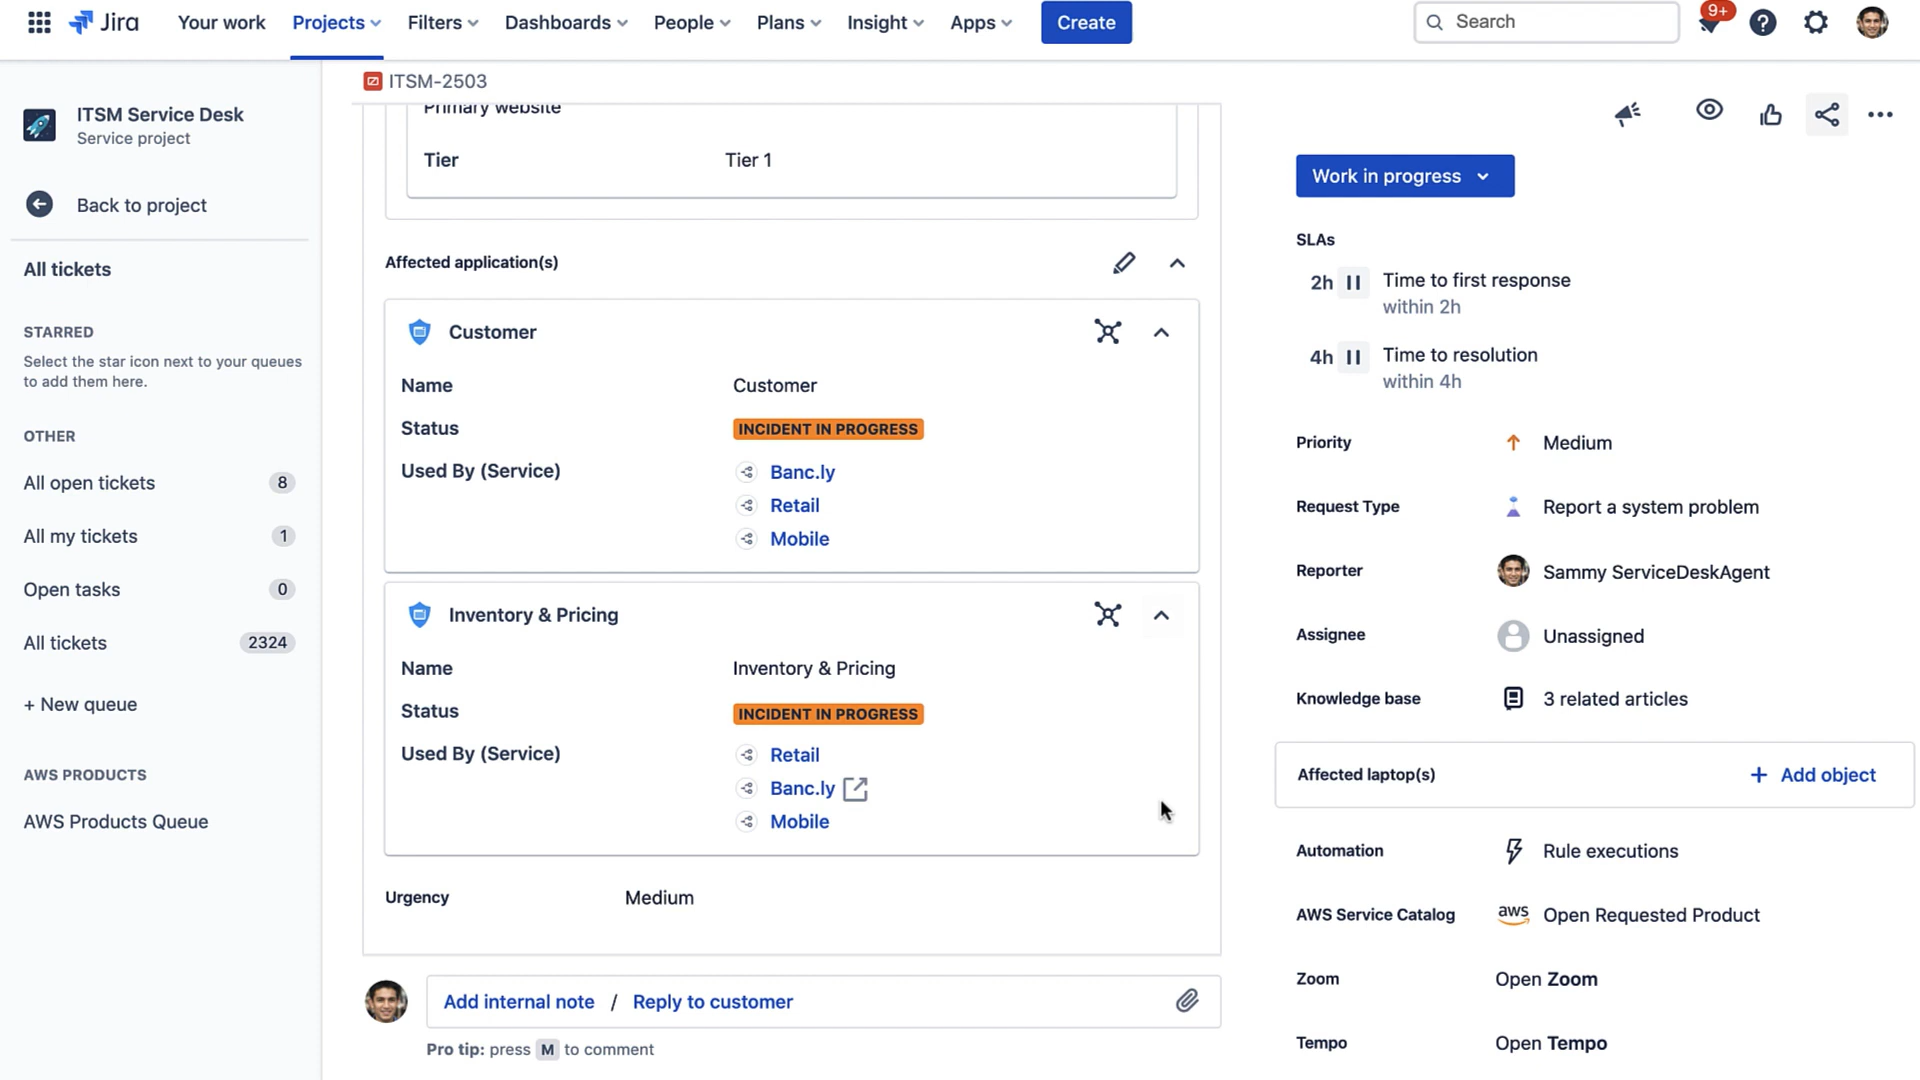 Jira
Your work
Projects
Filters
Dashboards
People
Plans
Insight
Apps
Create
Search
9+
ITSM Service Desk
Service project
Back to project
All tickets
STARRED
Select the star icon next to your queues
to add them here.
OTHER
All open tickets 8
All my tickets 1
Open tasks 0
All tickets 2324
+ New queue
AWS PRODUCTS
AWS Products Queue
ITSM-2503
Primary website
Tier Tier 1
Affected application(s)
Customer
Name Customer
Status INCIDENT IN PROGRESS
Used By (Service) Banc.ly
Retail
Mobile
Inventory & Pricing
Name Inventory & Pricing
Status INCIDENT IN PROGRESS
Used By (Service) Retail
Banc.ly
Mobile
Urgency Medium
Add internal note / Reply to customer
Pro tip: press M to comment
Work in progress
SLAs
2h Time to first response
within 2h
4h Time to resolution
within 4h
Priority Medium
Request Type Report a system problem
Reporter Sammy ServiceDeskAgent
Assignee Unassigned
Knowledge base 3 related articles
Affected laptop(s) + Add object
Automation Rule executions
AWS Service Catalog aws Open Requested Product
Zoom Open Zoom
Tempo Open Tempo